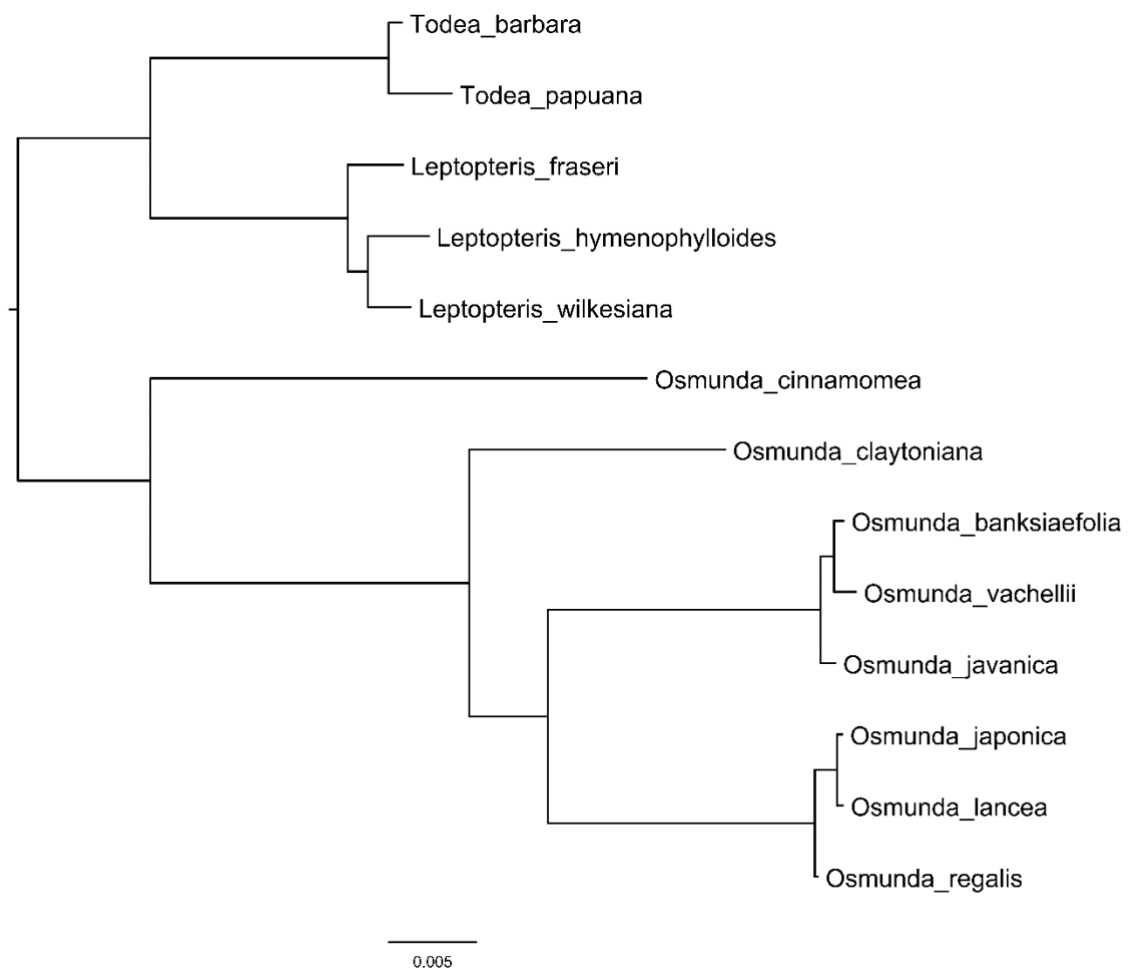 Todea_barbara
Todea_papuana
Leptopteris_fraseri
Leptopteris_hymenophylloides
Leptopteris_wilkesiana
Osmunda_cinnamomea
Osmunda_claytoniana
Osmunda_banksiaefolia
Osmunda_vachellii
Osmunda_javanica
Osmunda_japonica
Osmunda_lancea
Osmunda_regalis
0.005